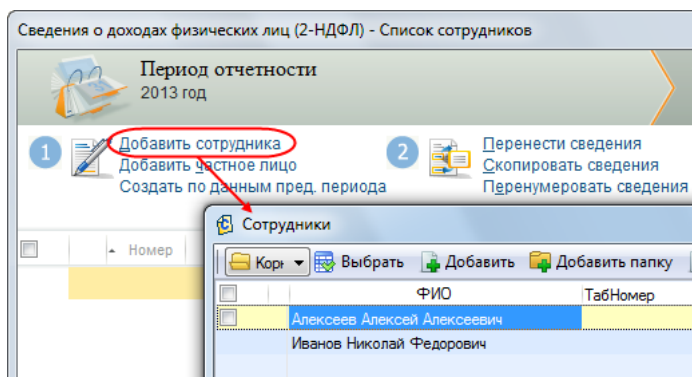 Сведения о доходах физических лиц (2-НДФЛ) - Список сотрудников
Период отчетности
2013 год
1
Добавить сотрудника
Добавить частное лицо
Создать по данным пред. периода
2
Перенести сведения
Скопировать сведения
Перенумеровать сведения
Номер
Сотрудники
Выбрать Добавить Добавить папку
ФИО ТабНомер
Алексеев Алексей Алексеевич
Иванов Николай Федорович